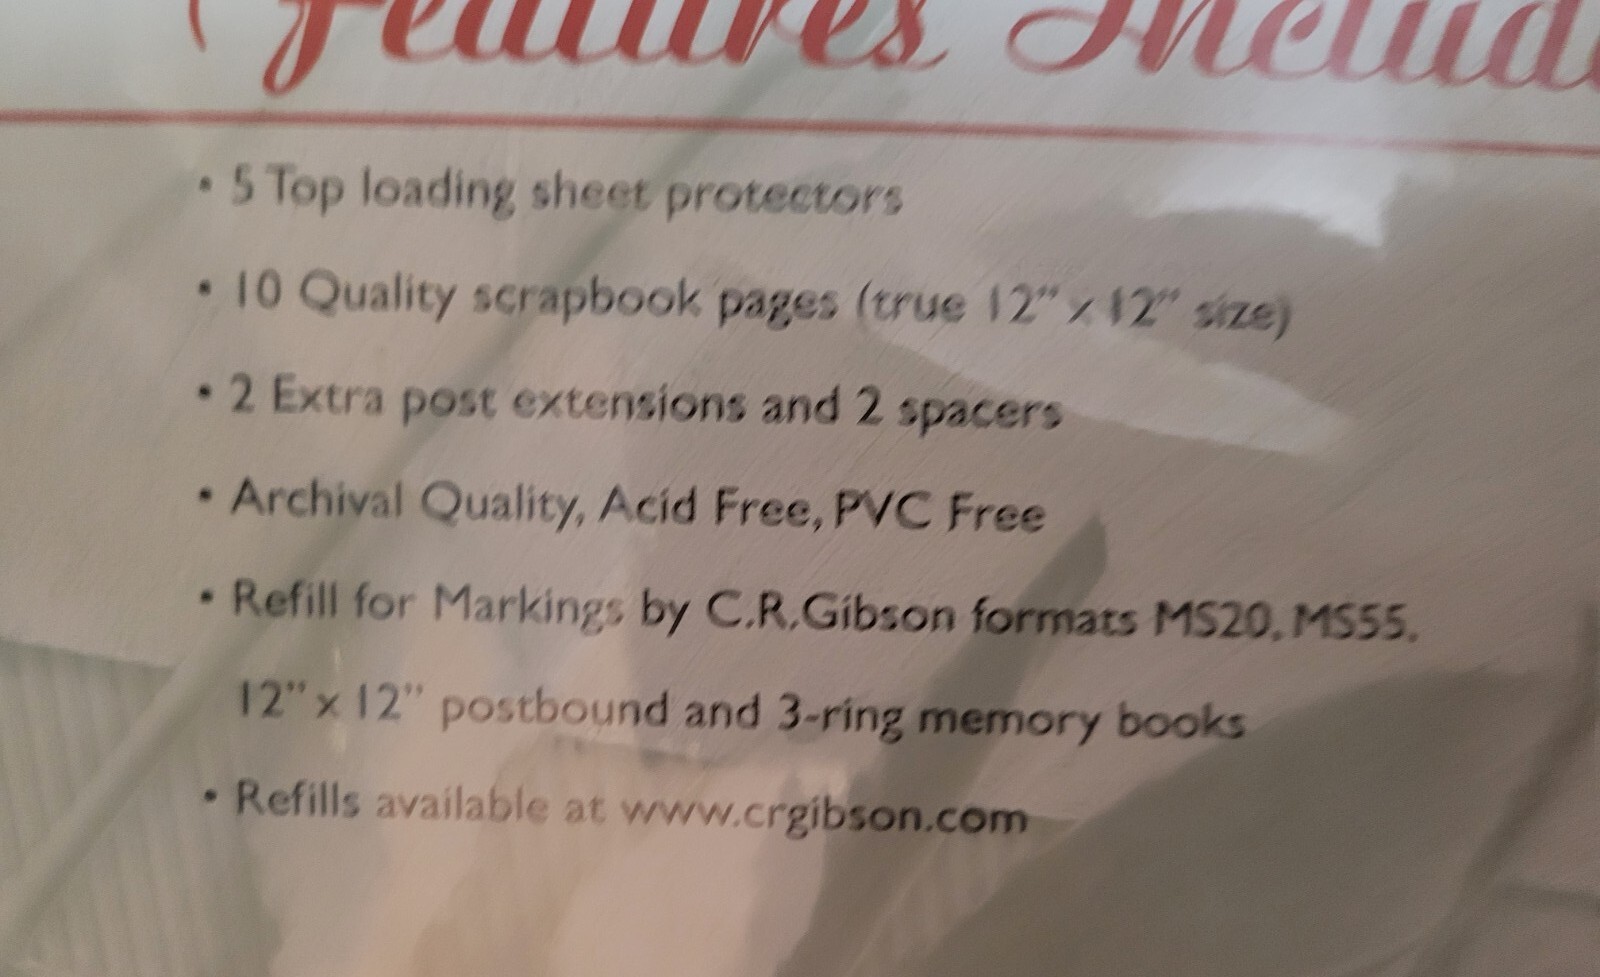 Features Includ
• 5 Top loading sheet protectors
• 10 Quality scrapbook pages (true 12” x 12” size)
• 2 Extra post extensions and 2 spacers
• Archival Quality, Acid Free, PVC Free
• Refill for Markings by C.R.Gibson formats MS20, MS55,
12” x 12” postbound and 3-ring memory books
• Refills available at www.crgibson.com